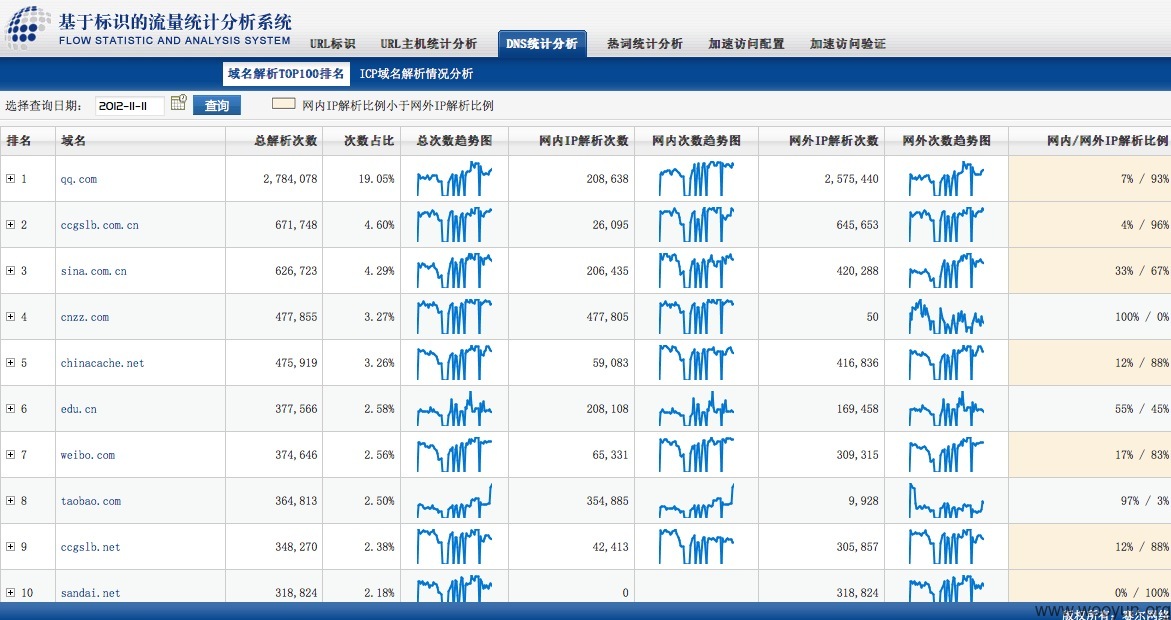 基于标识的流量统计分析系统
FLOW STATISTIC AND ANALYSIS SYSTEM
URL标识 URL主机统计分析 DNS统计分析 热词统计分析 加速访问配置 加速访问验证
域名解析TOP100排名 ICP域名解析情况分析
选择查询日期: 2012-11-11 查询 网内IP解析比例小于网外IP解析比例
排名 域名 总解析次数 次数占比 总次数趋势图 网内IP解析次数 网内次数趋势图 网外IP解析次数 网外次数趋势图 网内/网外IP解析比例
1 qq.com 2,784,078 19.05% 208,638 2,575,440 7% / 93%
2 ccgslb.com.cn 671,748 4.60% 26,095 645,653 4% / 96%
3 sina.com.cn 626,723 4.29% 206,435 420,288 33% / 67%
4 cnzz.com 477,855 3.27% 477,805 50 100% / 0%
5 chinacache.net 475,919 3.26% 59,083 416,836 12% / 88%
6 edu.cn 377,566 2.58% 208,108 169,458 55% / 45%
7 weibo.com 374,646 2.56% 65,331 309,315 17% / 83%
8 taobao.com 364,813 2.50% 354,885 9,928 97% / 3%
9 ccgslb.net 348,270 2.38% 42,413 305,857 12% / 88%
10 sandai.net 318,824 2.18% 0 318,824 0% / 100%
www.wooyun.org
版权所有: 赛尔网络